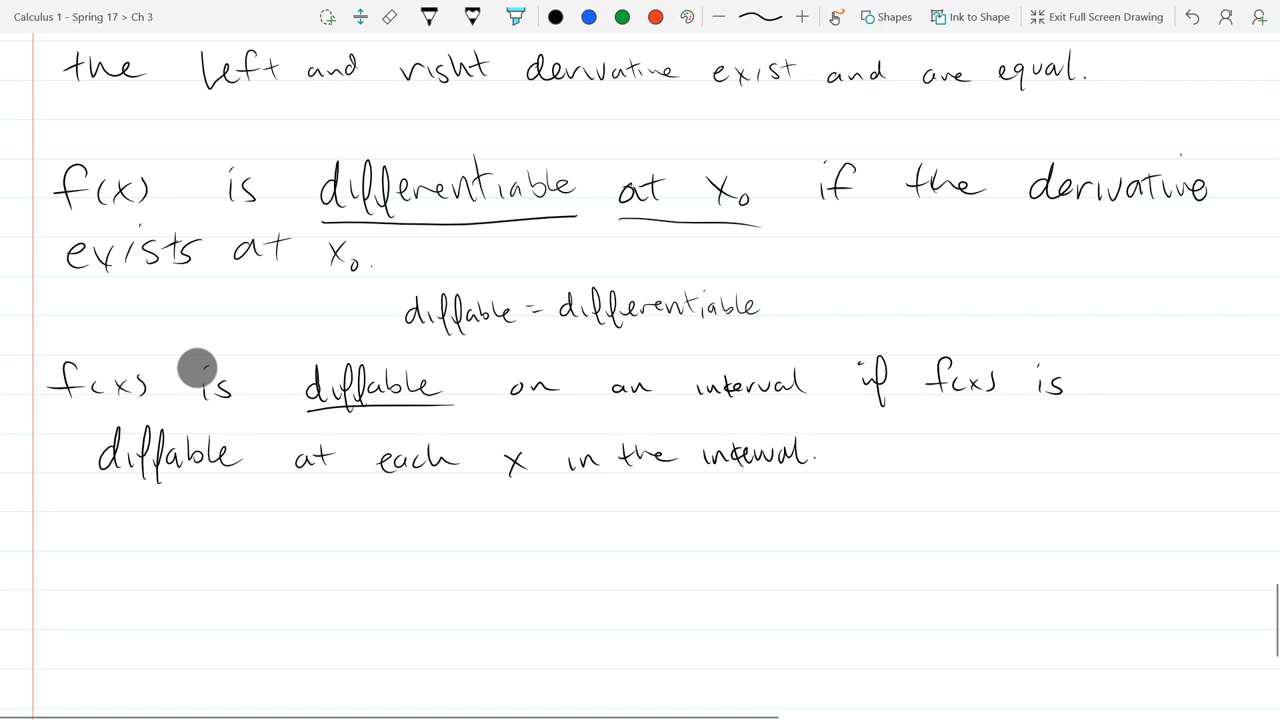 Calculus 1 - Spring 17 > Ch 3 Shapes Ink to Shape Exit Full Screen Drawing
the left and right derivative exist and are equal.
f(x) is differentiable at x₀ if the derivative
exists at x₀.
diffable = differentiable
f(x) is diffable on an interval if f(x) is
diffable at each x in the interval.